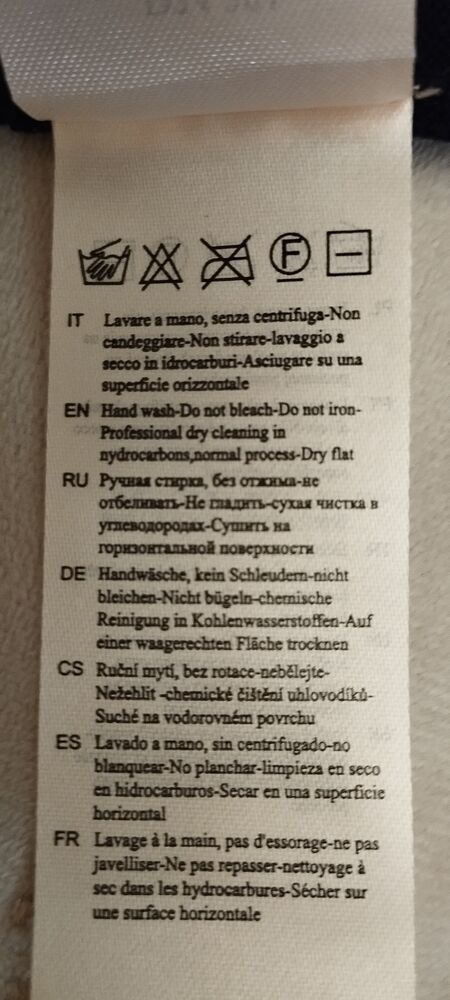 F
IT Lavare a mano, senza centrifuga-Non
candeggiare-Non stirare-lavaggio a
secco in idrocarburi-Asciugare su una
superficie orizzontale
EN Hand wash-Do not bleach-Do not iron-
Professional dry cleaning in
nydrocarbons,normal process-Dry flat
RU Ручная стирка, без отжима-не
отбеливать-Не гладить-сухая чистка в
углеводородах-Сушить на
горизонтальной поверхности
DE Handwäsche, kein Schleudern-nicht
bleichen-Nicht bügeln-chemische
Reinigung in Kohlenwasserstoffen-Auf
einer waagerechten Fläche trocknen
CS Ruční mytí, bez rotace-nebělejte-
Nežehlit -chemické čištění uhlovodíků-
Suché na vodorovném povrchu
ES Lavado a mano, sin centrifugado-no
blanquear-No planchar-limpieza en seco
en hidrocarburos-Secar en una superficie
horizontal
FR Lavage à la main, pas d'essorage-ne pas
javelliser-Ne pas repasser-nettoyage à
sec dans les hydrocarbures-Sécher sur
une surface horizontale